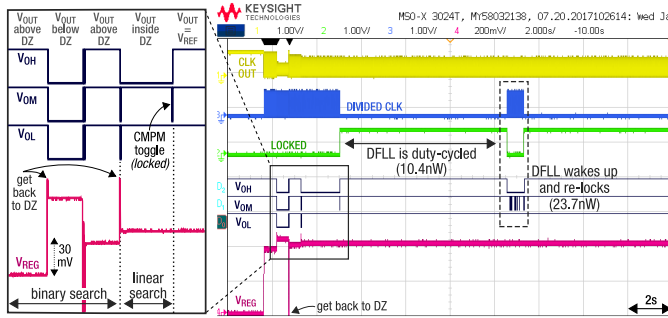 VOUT above DZ
VOUT below DZ
VOUT above DZ
VOUT inside DZ
VOUT = VREF
VOH
VOM
VOL
CMPM toggle (locked)
get back to DZ
30 mV
VREG
binary search
linear search
KEYSIGHT TECHNOLOGIES
MSO-X 3024T, MY58032138, 07.20.2017102614: Wed Ja
1.00V/
2
1.00V/
3
1.00V/
4
200mV/
2.000s/
-10.00s
CLK OUT
DIVIDED CLK
LOCKED
DFLL is duty-cycled (10.4nW)
DFLL wakes up and re-locks (23.7nW)
VOH
VOM
VOL
VREG
get back to DZ
2s